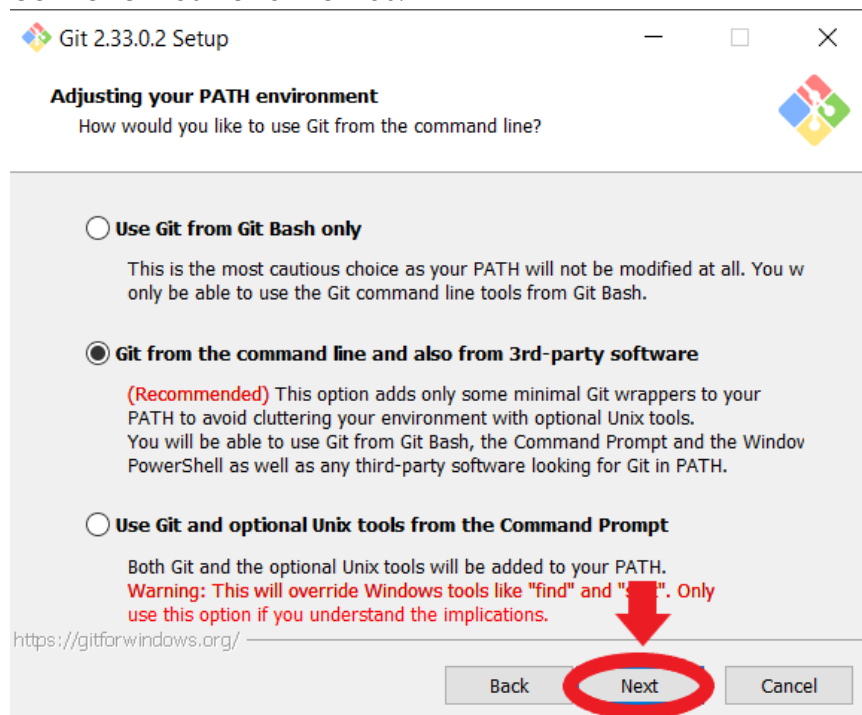 Git 2.33.0.2 Setup
Adjusting your PATH environment
How would you like to use Git from the command line?
Use Git from Git Bash only
This is the most cautious choice as your PATH will not be modified at all. You w
only be able to use the Git command line tools from Git Bash.
Git from the command line and also from 3rd-party software
(Recommended) This option adds only some minimal Git wrappers to your
PATH to avoid cluttering your environment with optional Unix tools.
You will be able to use Git from Git Bash, the Command Prompt and the Window
PowerShell as well as any third-party software looking for Git in PATH.
Use Git and optional Unix tools from the Command Prompt
Both Git and the optional Unix tools will be added to your PATH.
Warning: This will override Windows tools like "find" and Only
use this option if you understand the implications.
https://gitforwindows.org/
Back Next Cancel